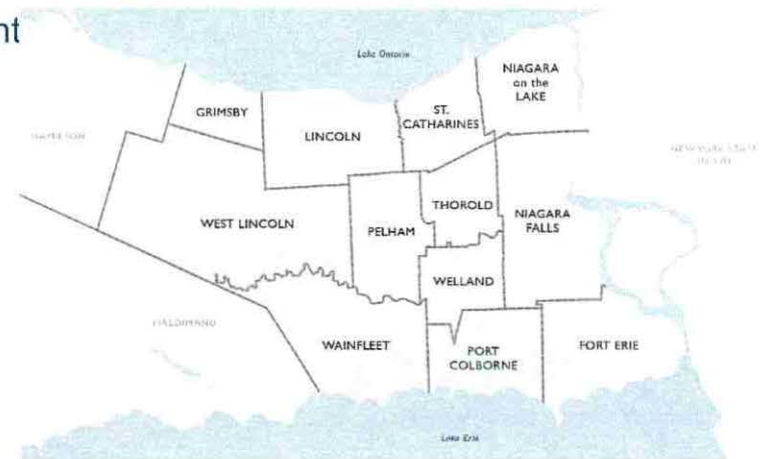 nt
Lake Ontario
NIAGARA
on the
LAKE
GRIMSBY
ST.
CATHARINES
HAMILTON
LINCOLN
NEW YORK STATE
THOROLD
WEST LINCOLN
PELHAM
NIAGARA
FALLS
WELLAND
HALDIMAND
WAINFLEET
PORT
COLBORNE
FORT ERIE
Lake Erie